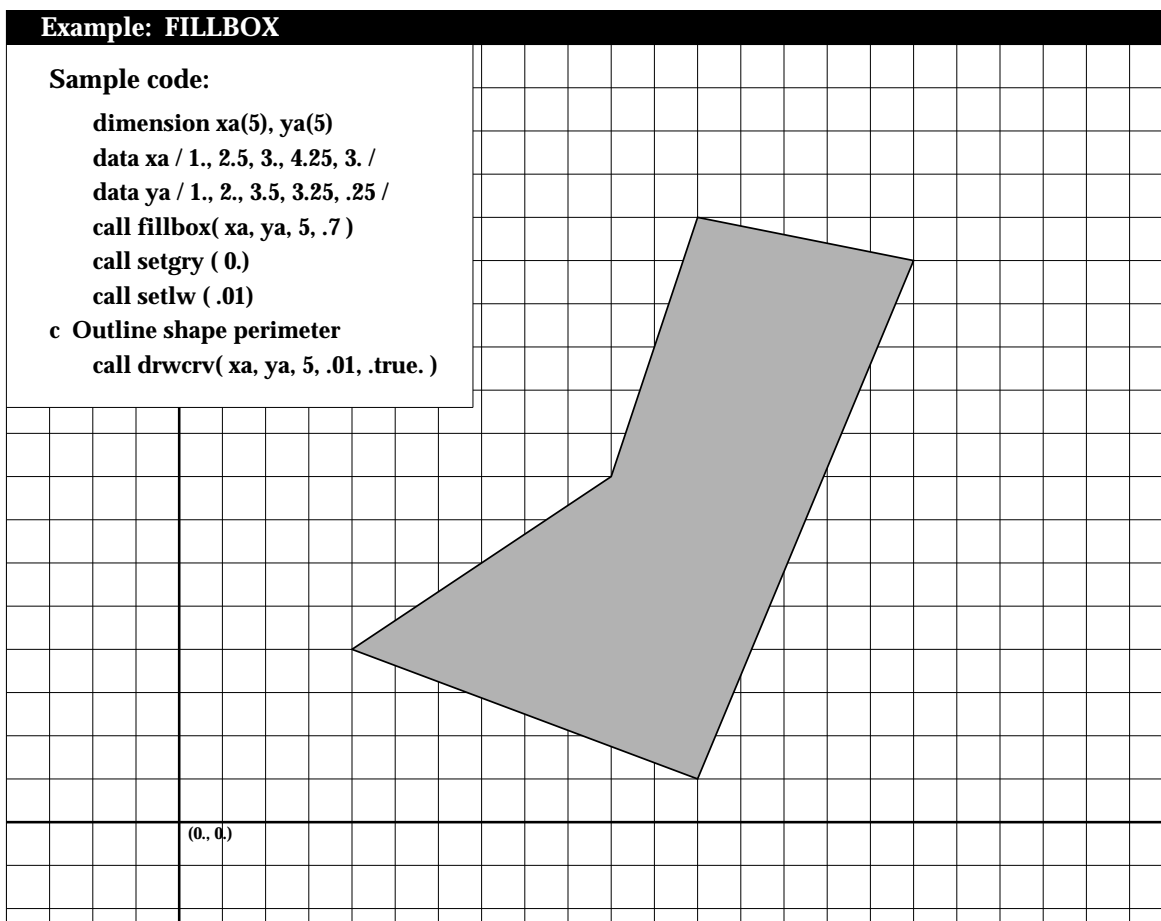 Example: FILLBOX
Sample code:
dimension xa(5), ya(5)
data xa / 1., 2.5, 3., 4.25, 3. /
data ya / 1., 2., 3.5, 3.25, .25 /
call fillbox( xa, ya, 5, .7 )
call setgry ( 0.)
call setlw ( .01)
c Outline shape perimeter
call drwcrv( xa, ya, 5, .01, .true. )
(0., 0.)